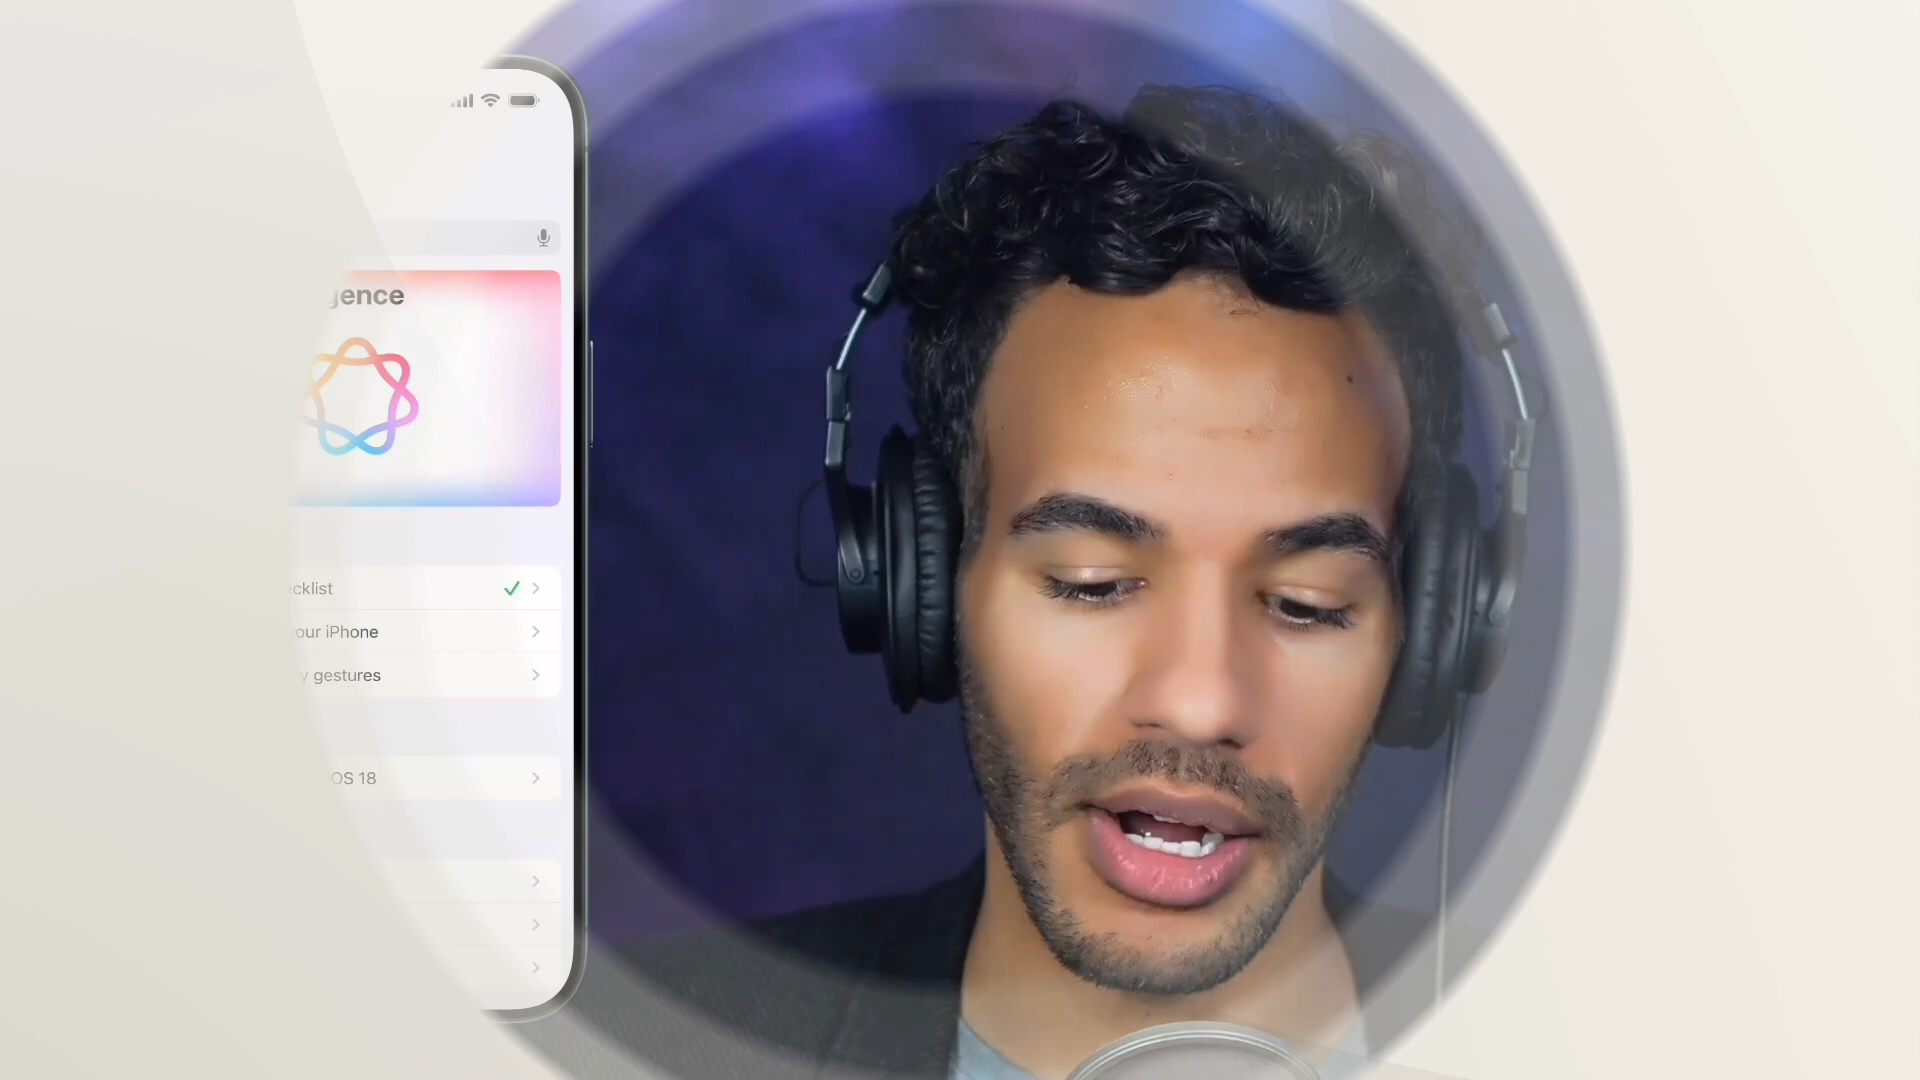 gence
cklist
our iPhone
y gestures
OS 18